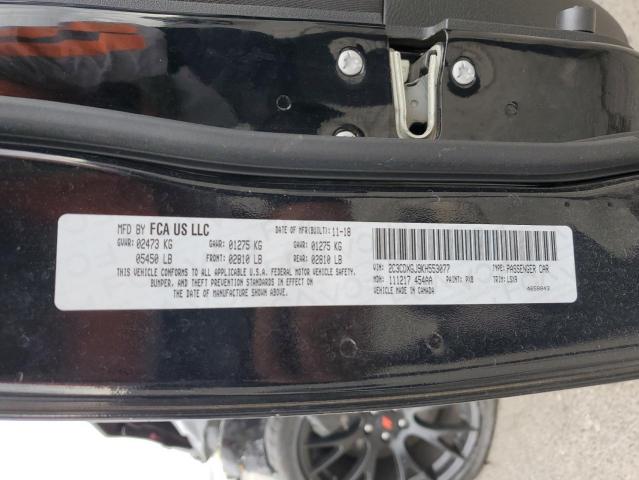 MFD BY FCA US LLC
DATE OF MFR(BUILT): 11-18
GVWR: 02473 KG GAWR: 01275 KG GAWR: 01275 KG
05450 LB FRONT: 02810 LB REAR: 02810 LB
THIS VEHICLE CONFORMS TO ALL APPLICABLE U.S.A. FEDERAL MOTOR VEHICLE SAFETY,
BUMPER, AND THEFT PREVENTION STANDARDS IN EFFECT ON
THE DATE OF MANUFACTURE SHOWN ABOVE.
VIN: 2C3CDXGJ9KH553077 TYPE: PASSENGER CAR
MDH: 111217 454AA PAINT: PX8 TRIM: LSX9
MADE IN CANADA